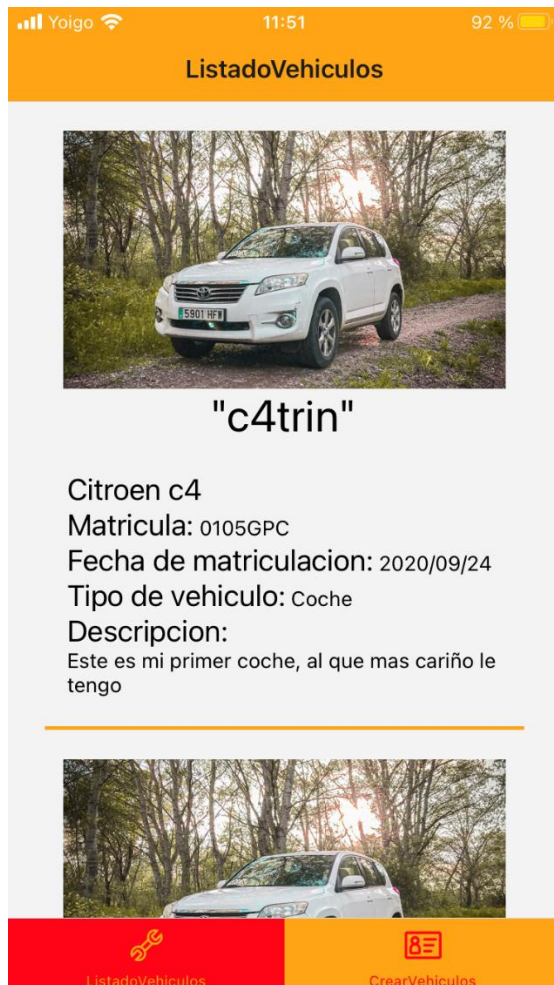 Yoigo 11:51 92 %
ListadoVehiculos
5901 HFW
"c4trin"
Citroen c4
Matricula: 0105GPC
Fecha de matriculacion: 2020/09/24
Tipo de vehiculo: Coche
Descripcion:
Este es mi primer coche, al que mas cariño le
tengo
ListadoVehiculos CrearVehiculos